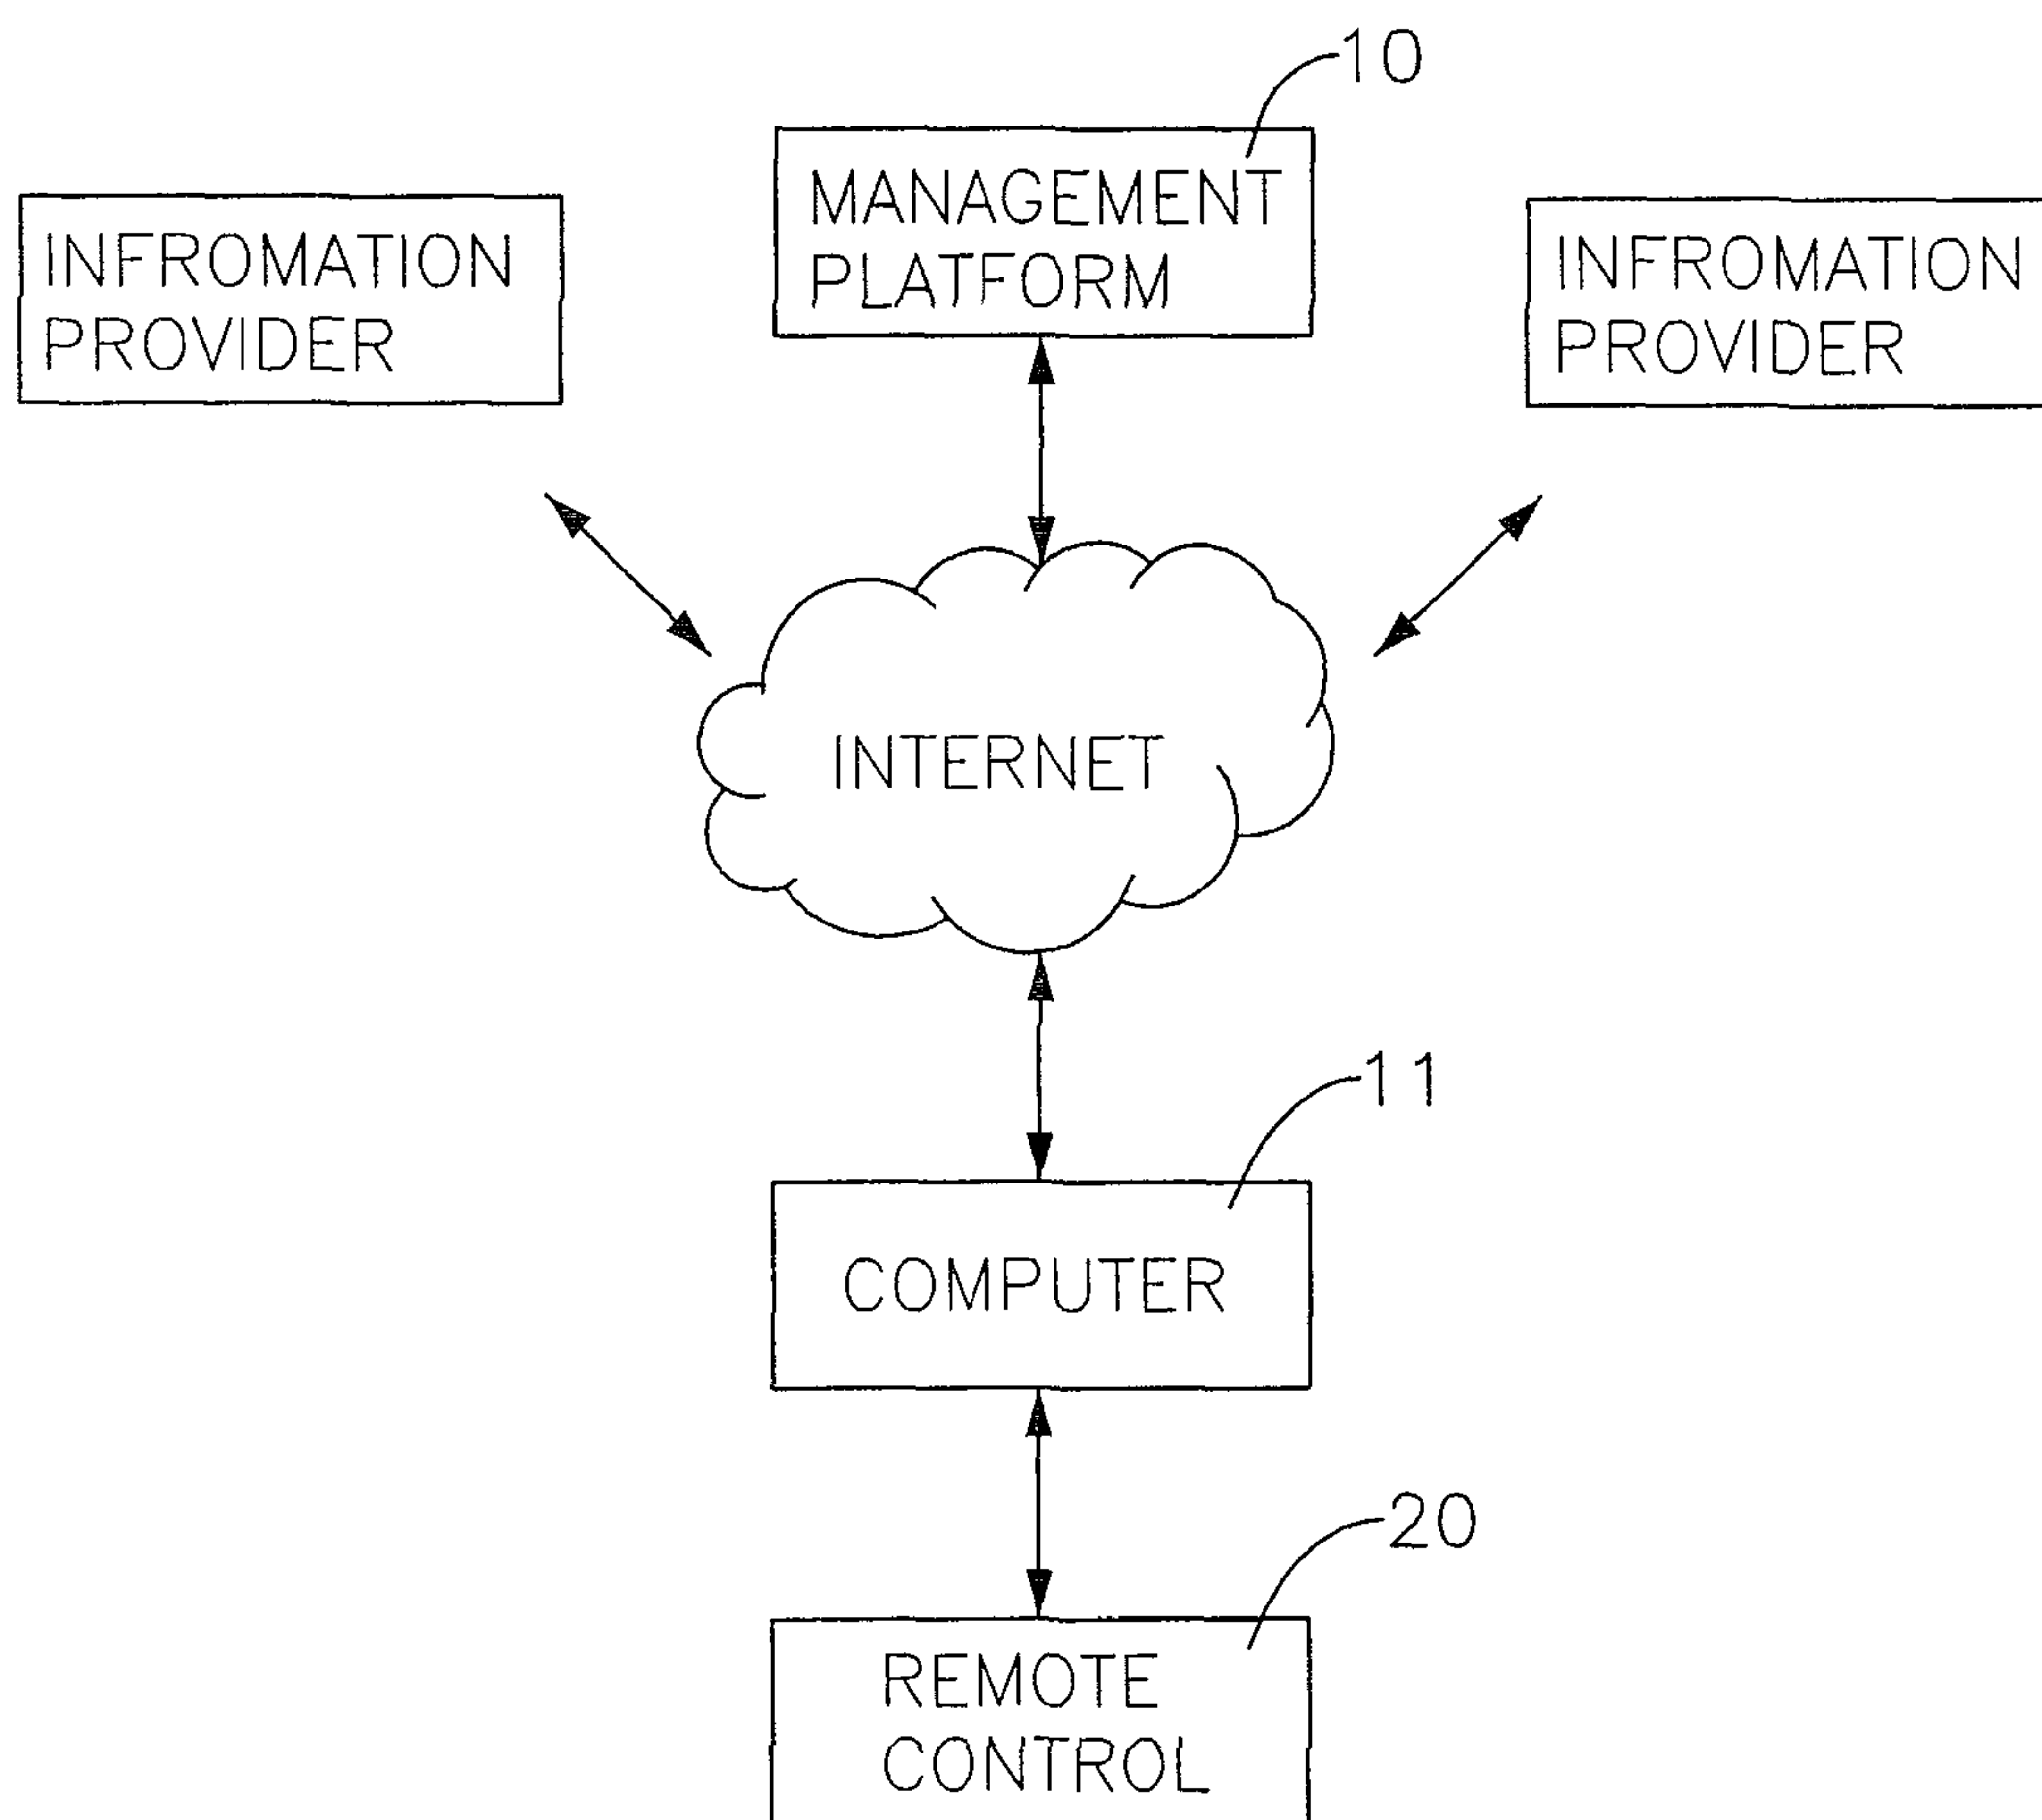 10
MANAGEMENT
PLATFORM
INFROMATION
PROVIDER
INFROMATION
PROVIDER
INTERNET
11
COMPUTER
20
REMOTE
CONTROL